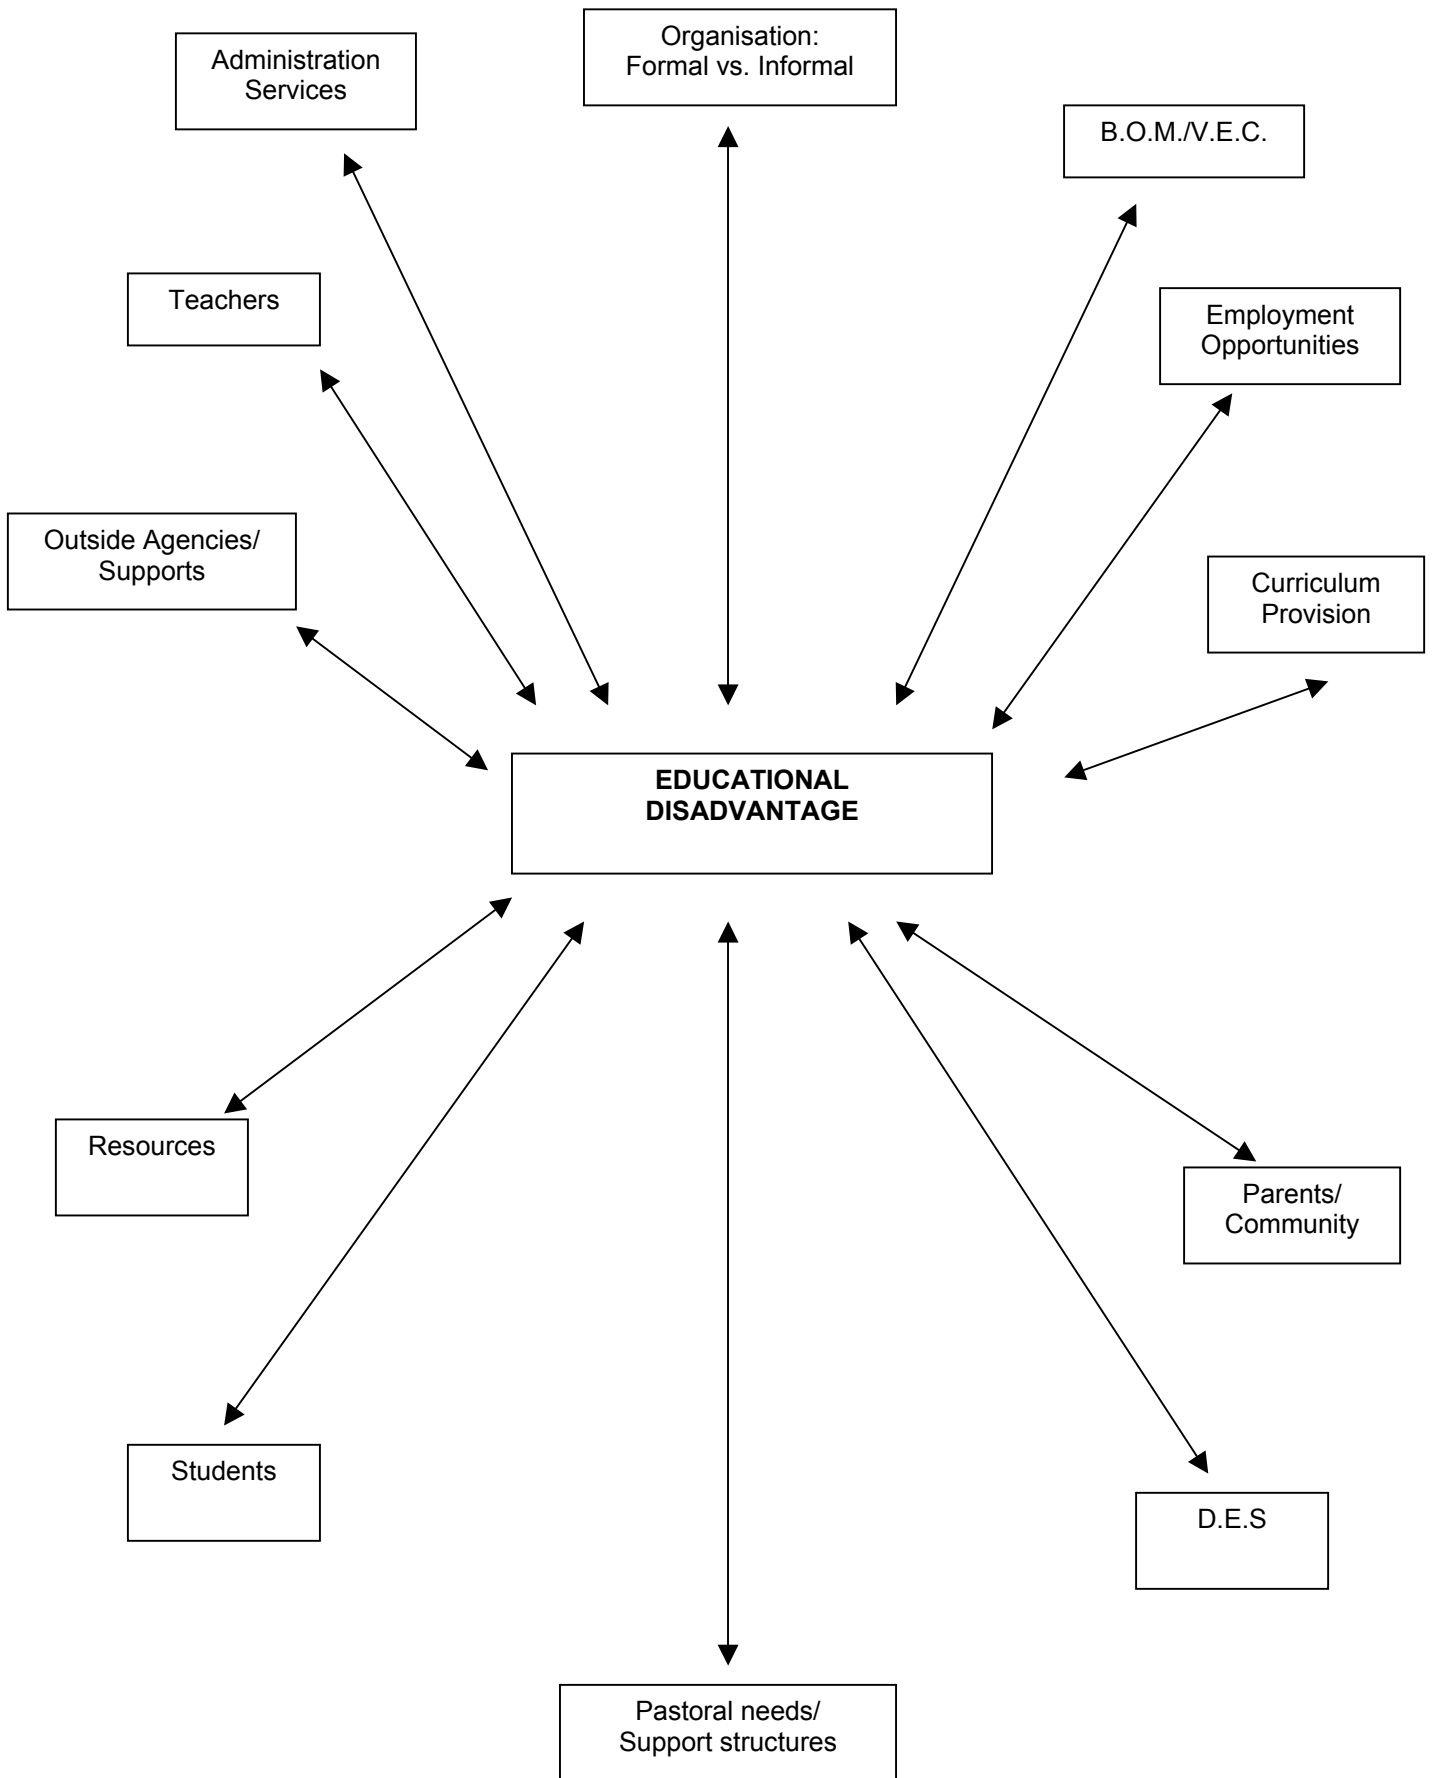 Organisation:
Formal vs. Informal
Administration
Services
B.O.M./V.E.C.
Teachers
Employment
Opportunities
Outside Agencies/
Supports
Curriculum
Provision
EDUCATIONAL
DISADVANTAGE
Resources
Parents/
Community
Students
D.E.S
Pastoral needs/
Support structures